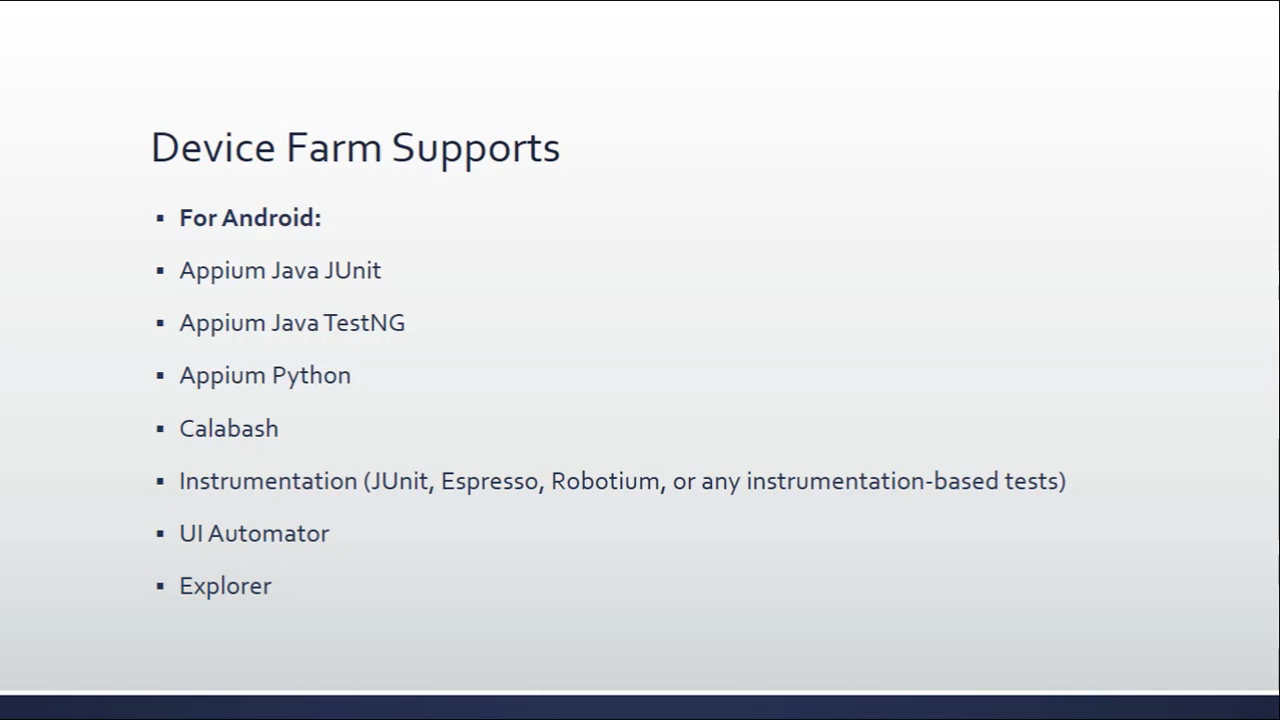 Device Farm Supports
▪ For Android:
▪ Appium Java JUnit
▪ Appium Java TestNG
▪ Appium Python
▪ Calabash
▪ Instrumentation (JUnit, Espresso, Robotium, or any instrumentation-based tests)
▪ UI Automator
▪ Explorer